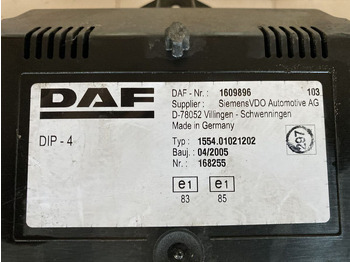 DAF
DAF - Nr.: 1609896 103
Supplier: SiemensVDO Automotive AG
D-78052 Villingen - Schwenningen
Made in Germany
DIP - 4
Typ: 1554.01021202
Bauj.: 04/2005
Nr.: 168255
297
e1 e1
83 85